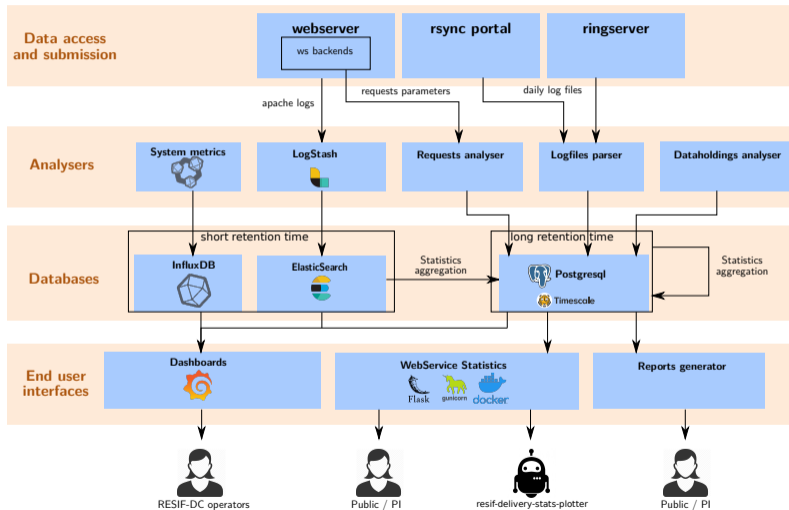 Data access
and submission
webserver
ws backends
rsync portal
ringserver
apache logs
requests parameters
daily log files
Analysers
System metrics
LogStash
Requests analyser
Logfiles parser
Dataholdings analyser
short retention time
long retention time
Databases
InfluxDB
ElasticSearch
Statistics
aggregation
Postgresql
Timescale
Statistics
aggregation
End user
interfaces
Dashboards
WebService Statistics
Flask
gunicorn
docker
Reports generator
RESIF-DC operators
Public / PI
resif-delivery-stats-plotter
Public / PI